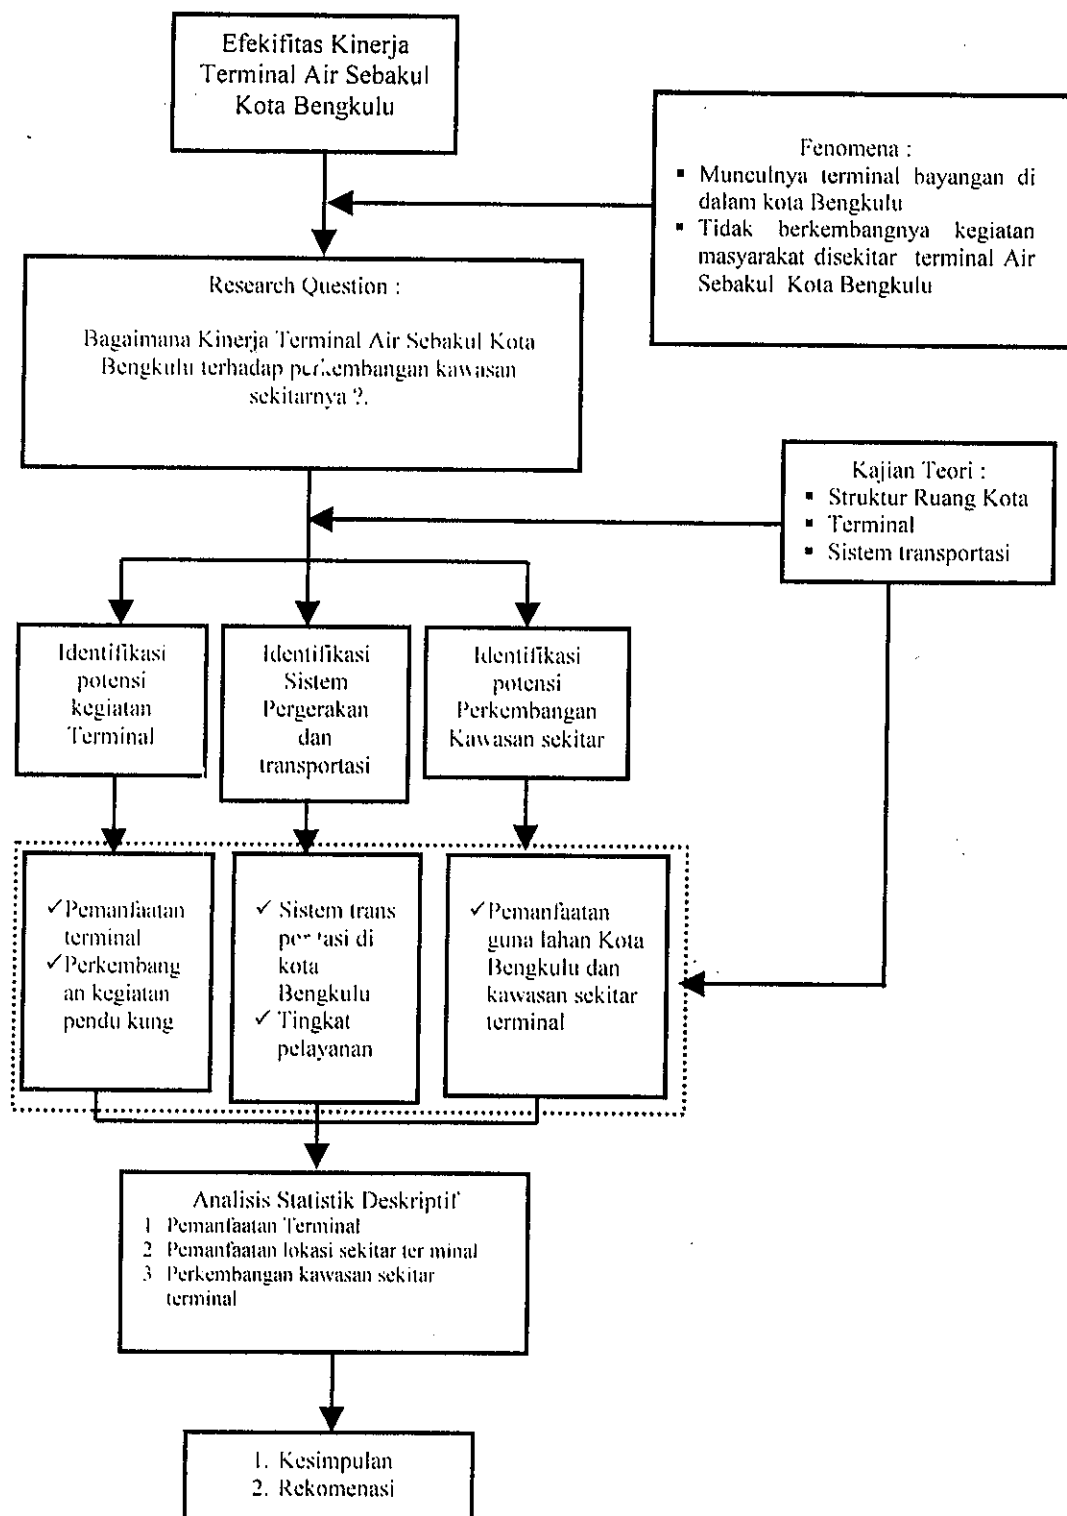 Efekifitas Kinerja
Terminal Air Sebakul
Kota Bengkulu
Fenomena :
▪ Munculnya terminal bayangan di
dalam kota Bengkulu
▪ Tidak berkembangnya kegiatan
masyarakat disekitar terminal Air
Sebakul Kota Bengkulu
Research Question :
Bagaimana Kinerja Terminal Air Sebakul Kota
Bengkulu terhadap perkembangan kawasan
sekitarnya ?.
Kajian Teori :
▪ Struktur Ruang Kota
▪ Terminal
▪ Sistem transportasi
Identifikasi
potensi
kegiatan
Terminal
Identifikasi
Sistem
Pergerakan
dan
transportasi
Identifikasi
potensi
Perkembangan
Kawasan sekitar
✓ Pemanfaatan
terminal
✓ Perkembang
an kegiatan
pendu kung
✓ Sistem trans
portasi di
kota
Bengkulu
✓ Tingkat
pelayanan
✓ Pemanfaatan
guna lahan Kota
Bengkulu dan
kawasan sekitar
terminal
Analisis Statistik Deskriptif
1 Pemanfaatan Terminal
2 Pemanfaatan lokasi sekitar ter minal
3 Perkembangan kawasan sekitar
terminal
1. Kesimpulan
2. Rekomenasi